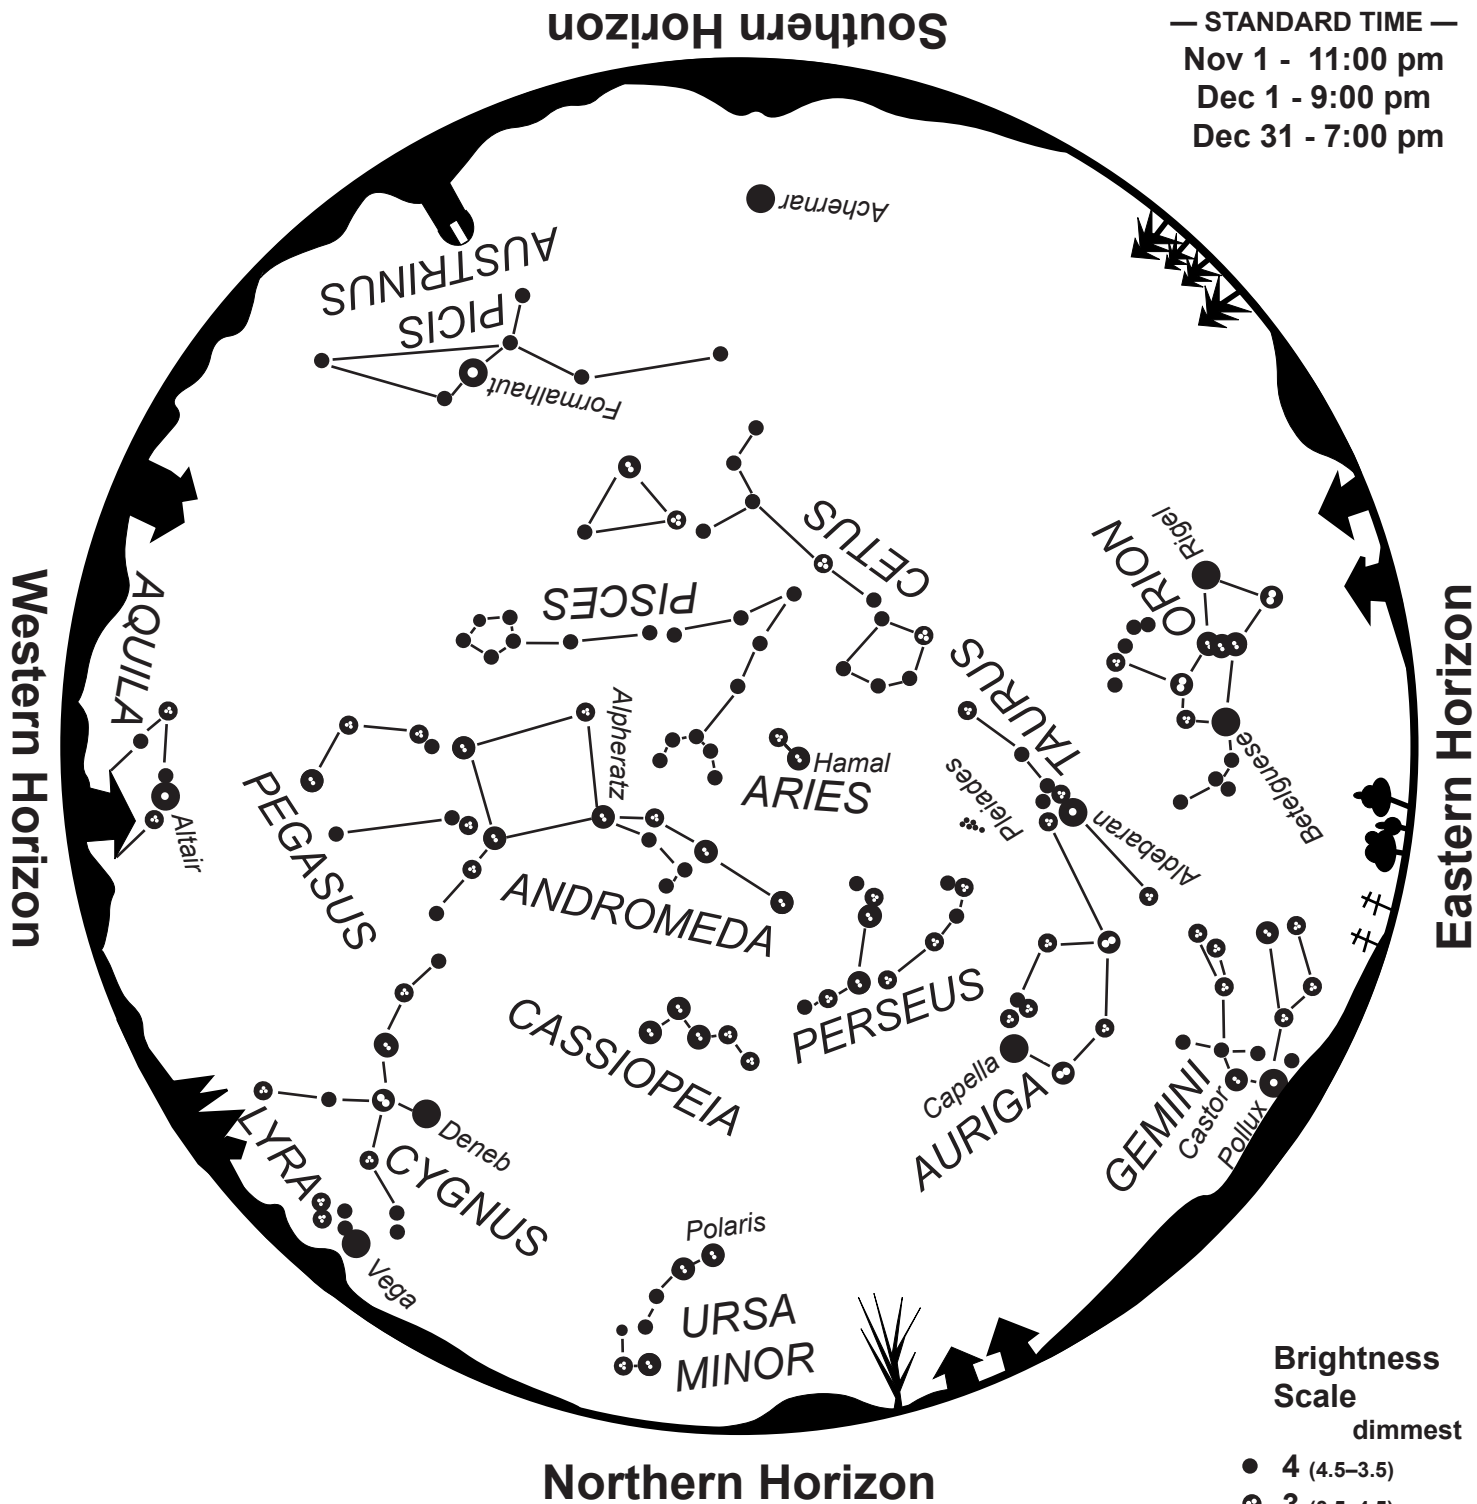 Southern Horizon
— STANDARD TIME —
Nov 1 - 11:00 pm
Dec 1 - 9:00 pm
Dec 31 - 7:00 pm
Achernar
PICIS
AUSTRINUS
Formalhaut
CETUS
PISCES
ORION
Rigel
TAURUS
Betelguese
AQUILA
Altair
Western Horizon
Eastern Horizon
PEGASUS
Alpheratz
Hamal
ARIES
Pleiades
Aldebaran
ANDROMEDA
CASSIOPEIA
PERSEUS
Capella
AURIGA
GEMINI
Castor
Pollux
LYRA
Deneb
CYGNUS
Vega
Polaris
URSA
MINOR
Northern Horizon
Brightness
Scale
dimmest
4 (4.5–3.5)